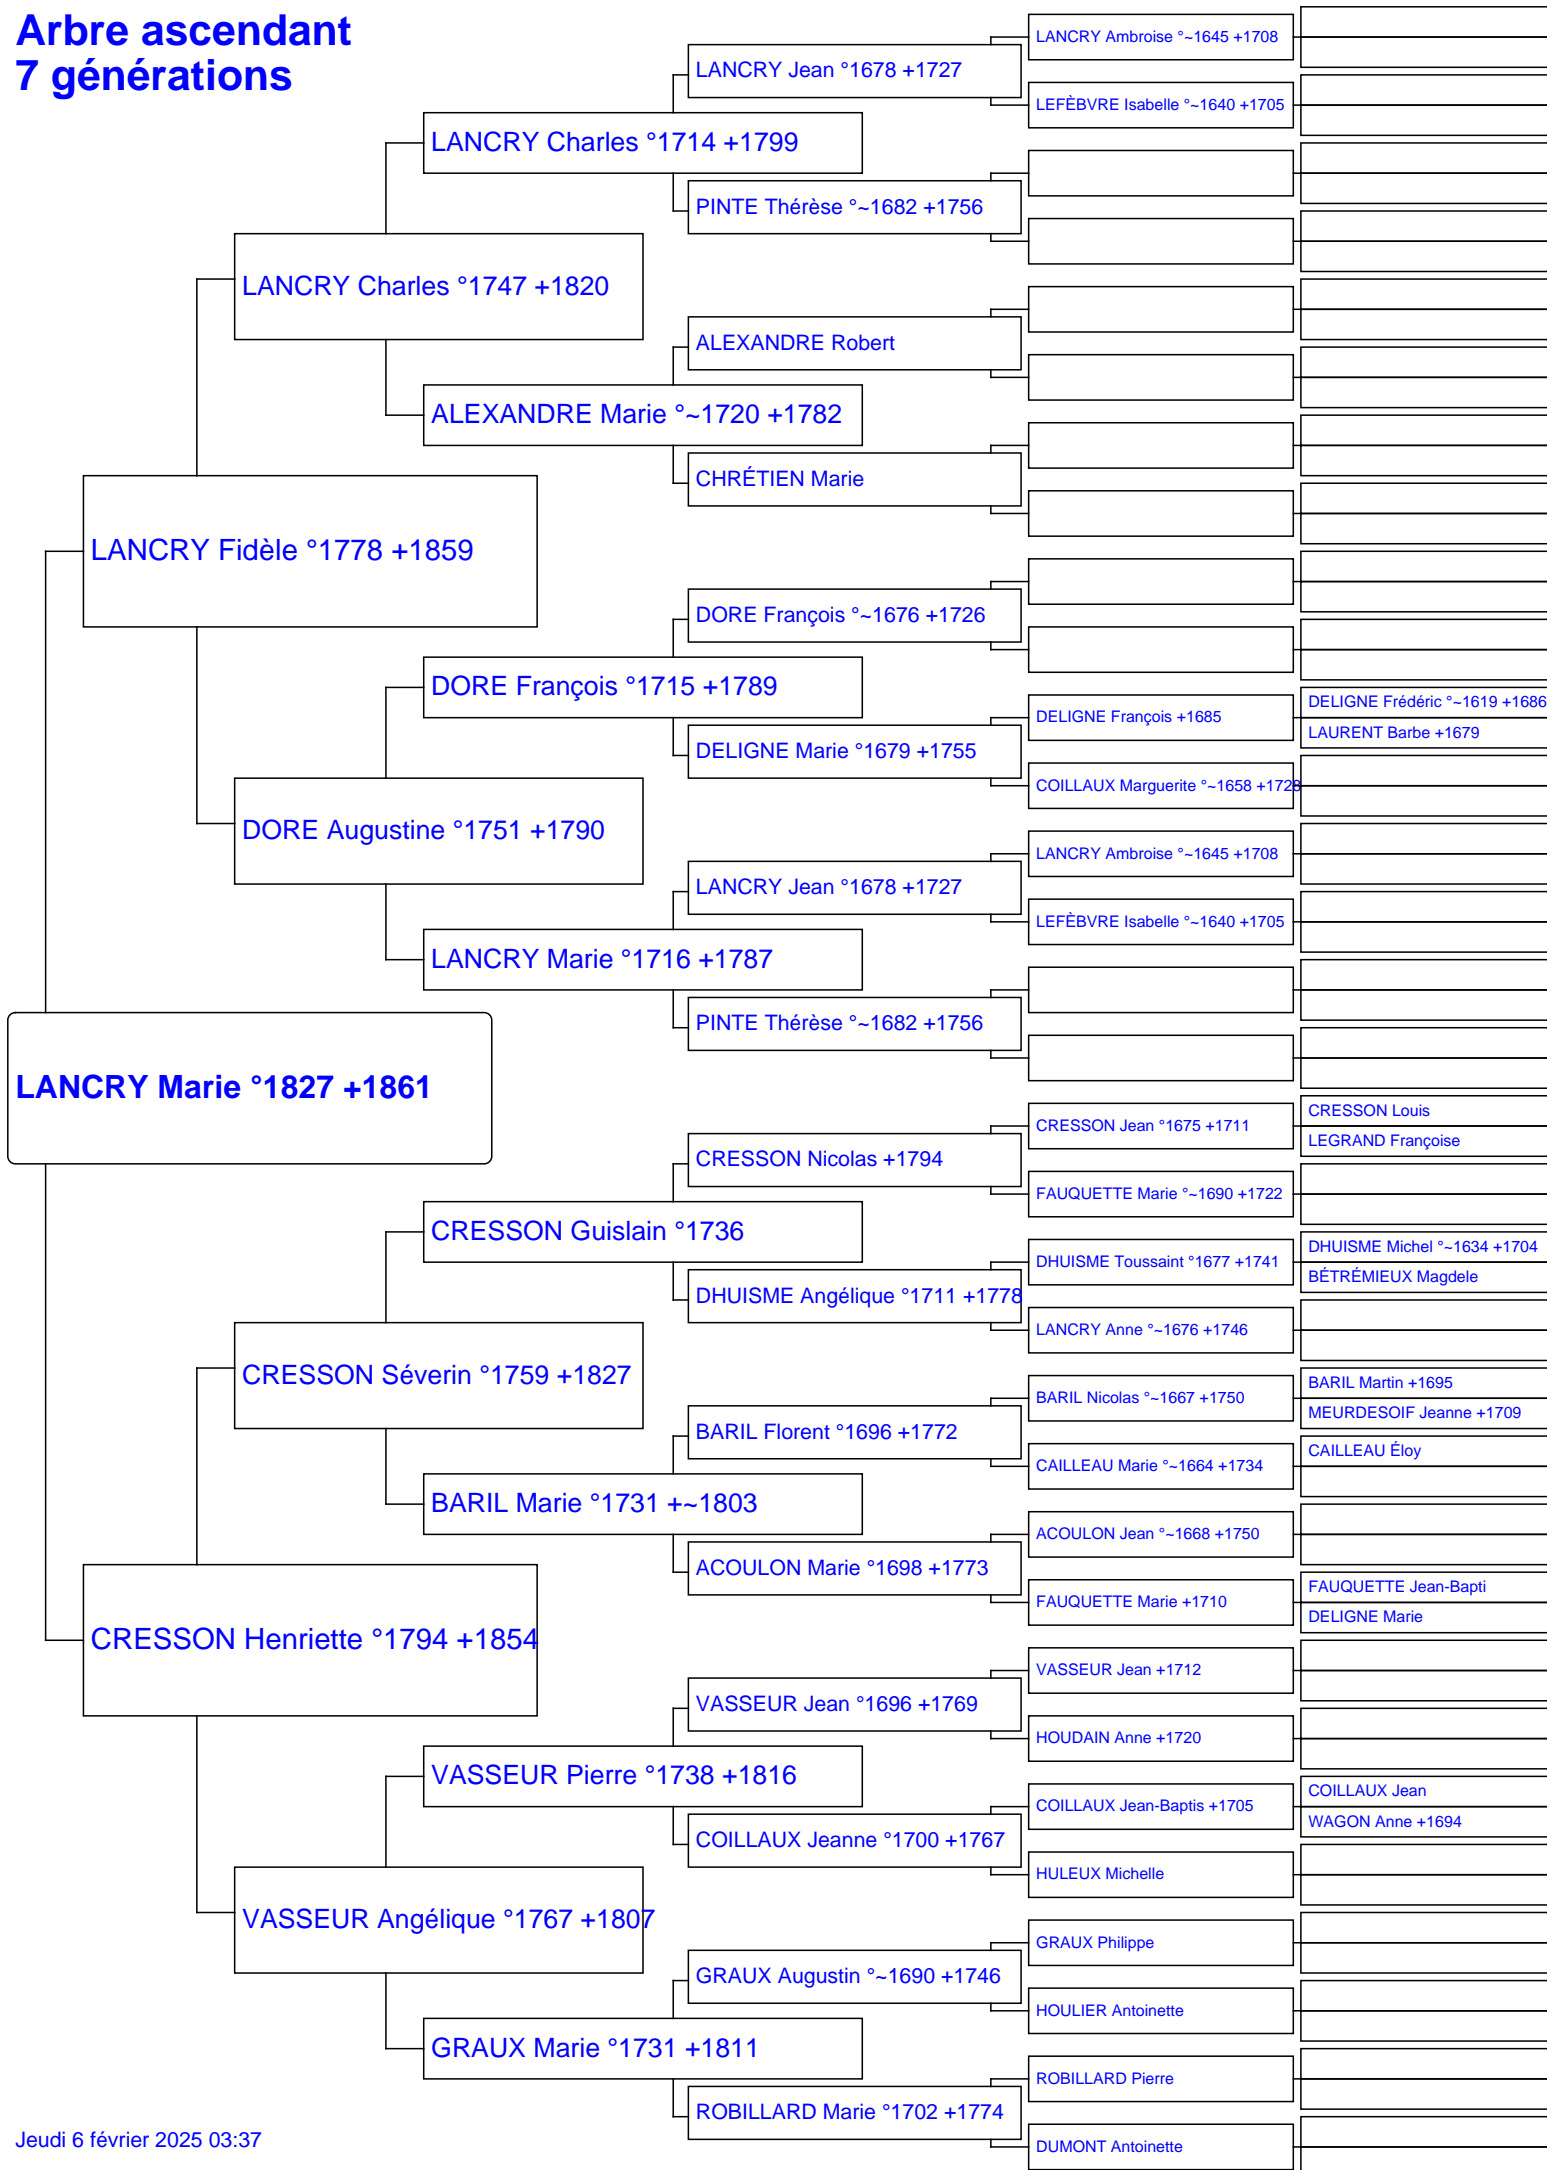 Arbre ascendant
7 générations
LANCRY Marie °1827 +1861
LANCRY Fidèle °1778 +1859
CRESSON Henriette °1794 +1854
LANCRY Charles °1747 +1820
DORE Augustine °1751 +1790
CRESSON Séverin °1759 +1827
VASSEUR Angélique °1767 +1807
LANCRY Charles °1714 +1799
ALEXANDRE Marie °~1720 +1782
DORE François °1715 +1789
LANCRY Marie °1716 +1787
CRESSON Guislain °1736
BARIL Marie °1731 +~1803
VASSEUR Pierre °1738 +1816
GRAUX Marie °1731 +1811
LANCRY Jean °1678 +1727
PINTE Thérèse °~1682 +1756
ALEXANDRE Robert
CHRÉTIEN Marie
DORE François °~1676 +1726
DELIGNE Marie °1679 +1755
LANCRY Jean °1678 +1727
PINTE Thérèse °~1682 +1756
CRESSON Nicolas +1794
DHUISME Angélique °1711 +1778
BARIL Florent °1696 +1772
ACOULON Marie °1698 +1773
VASSEUR Jean °1696 +1769
COILLAUX Jeanne °1700 +1767
GRAUX Augustin °~1690 +1746
ROBILLARD Marie °1702 +1774
LANCRY Ambroise °~1645 +1708
LEFÈBVRE Isabelle °~1640 +1705
DELIGNE François +1685
COILLAUX Marguerite °~1658 +1728
LANCRY Ambroise °~1645 +1708
LEFÈBVRE Isabelle °~1640 +1705
CRESSON Jean °1675 +1711
FAUQUETTE Marie °~1690 +1722
DHUISME Toussaint °1677 +1741
LANCRY Anne °~1676 +1746
BARIL Nicolas °~1667 +1750
CAILLEAU Marie °~1664 +1734
ACOULON Jean °~1668 +1750
FAUQUETTE Marie +1710
VASSEUR Jean +1712
HOUDAIN Anne +1720
COILLAUX Jean-Baptis +1705
HULEUX Michelle
GRAUX Philippe
HOULIER Antoinette
ROBILLARD Pierre
DUMONT Antoinette
DELIGNE Frédéric °~1619 +1686
LAURENT Barbe +1679
CRESSON Louis
LEGRAND Françoise
DHUISME Michel °~1634 +1704
BÉTRÉMIEUX Magdele
BARIL Martin +1695
MEURDESOIF Jeanne +1709
CAILLEAU Éloy
FAUQUETTE Jean-Bapti
DELIGNE Marie
COILLAUX Jean
WAGON Anne +1694
Jeudi 6 février 2025 03:37